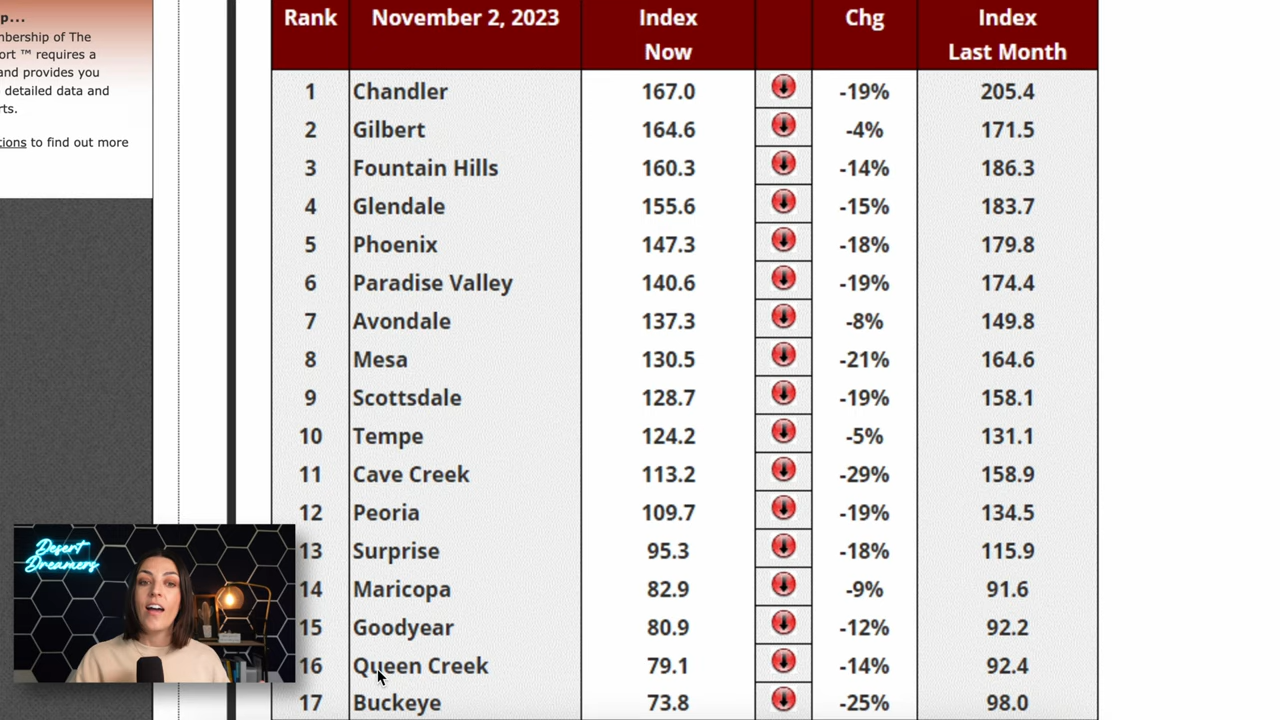 p...
mbership of The
ort ™ requires a
and provides you
detailed data and
rts.
tions to find out more
Rank November 2, 2023 Index Now Chg Index Last Month
1 Chandler 167.0 -19% 205.4
2 Gilbert 164.6 -4% 171.5
3 Fountain Hills 160.3 -14% 186.3
4 Glendale 155.6 -15% 183.7
5 Phoenix 147.3 -18% 179.8
6 Paradise Valley 140.6 -19% 174.4
7 Avondale 137.3 -8% 149.8
8 Mesa 130.5 -21% 164.6
9 Scottsdale 128.7 -19% 158.1
10 Tempe 124.2 -5% 131.1
11 Cave Creek 113.2 -29% 158.9
12 Peoria 109.7 -19% 134.5
13 Surprise 95.3 -18% 115.9
14 Maricopa 82.9 -9% 91.6
15 Goodyear 80.9 -12% 92.2
16 Queen Creek 79.1 -14% 92.4
17 Buckeye 73.8 -25% 98.0
Desert
Dreamers